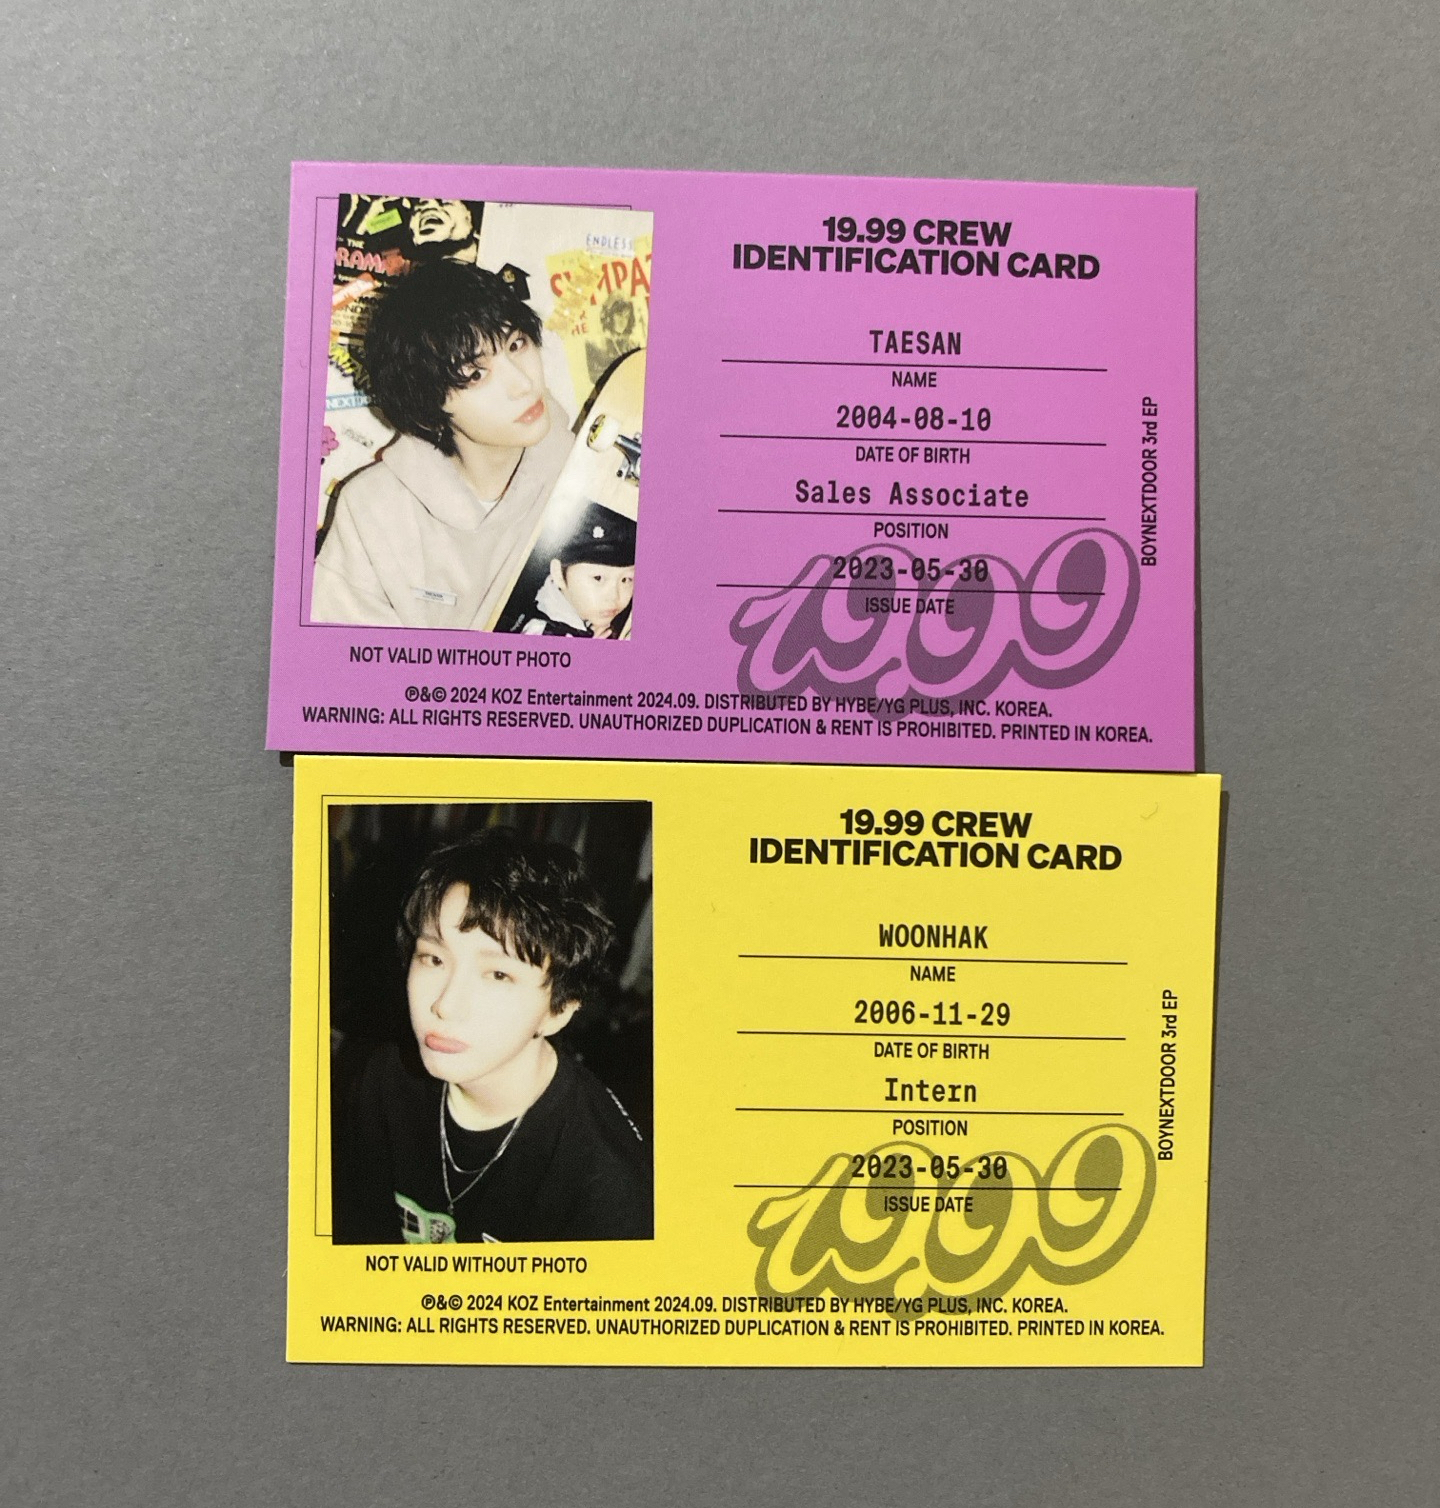 THE
ENDLESS
19.99 CREW
IDENTIFICATION CARD
TAESAN
NAME
2004-08-10
DATE OF BIRTH
Sales Associate
POSITION
2023-05-30
ISSUE DATE
19.99
BOYNEXTDOOR 3rd EP
NOT VALID WITHOUT PHOTO
℗&© 2024 KOZ Entertainment 2024.09. DISTRIBUTED BY HYBE/YG PLUS, INC. KOREA.
WARNING: ALL RIGHTS RESERVED. UNAUTHORIZED DUPLICATION & RENT IS PROHIBITED. PRINTED IN KOREA.
19.99 CREW
IDENTIFICATION CARD
WOONHAK
NAME
2006-11-29
DATE OF BIRTH
Intern
POSITION
2023-05-30
ISSUE DATE
19.99
BOYNEXTDOOR 3rd EP
NOT VALID WITHOUT PHOTO
℗&© 2024 KOZ Entertainment 2024.09. DISTRIBUTED BY HYBE/YG PLUS, INC. KOREA.
WARNING: ALL RIGHTS RESERVED. UNAUTHORIZED DUPLICATION & RENT IS PROHIBITED. PRINTED IN KOREA.